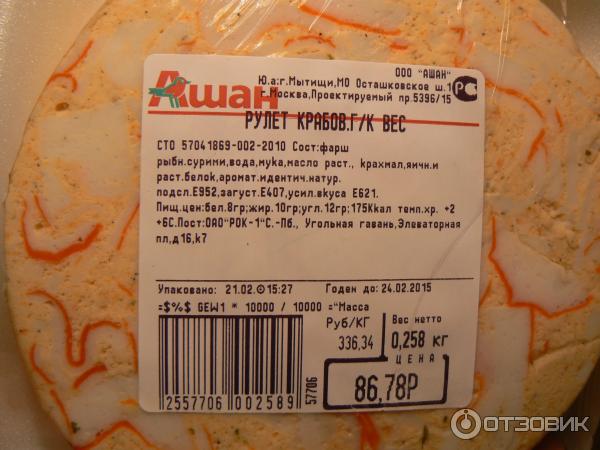 ООО "АШАН"
Ю.а:г.Мытищи,МО Осташковское ш.1
г.Москва,Проектируемый пр.5396/15
Ашан
РУЛЕТ КРАБОВ.Г/К ВЕС
СТО 57041869-002-2010 Сост:фарш
рыбн.сурими,вода,мука,масло раст., крахмал,яичн.и
раст.белок,аромат.идентич.натур.
подсл.Е952,загуст.Е407,усил.вкуса Е621.
Пищ.цен:бел.8гр;жир.10гр;угл.12гр;175Ккал темп.хр. +2
+6С.Пост:ОАО"РОК-1"С.-Пб., Угольная гавань,Элеваторная
пл,д16,к7
Упаковано: 21.02.⊙15:27 Годен до: 24.02.2015
=$%$ GEW1 * 10000 / 10000 ="Масса
Руб/КГ Вес нетто
336,34 0,258 кг
ЦЕНА
86,78Р
2557706 002589
57706
ОТЗОВИК